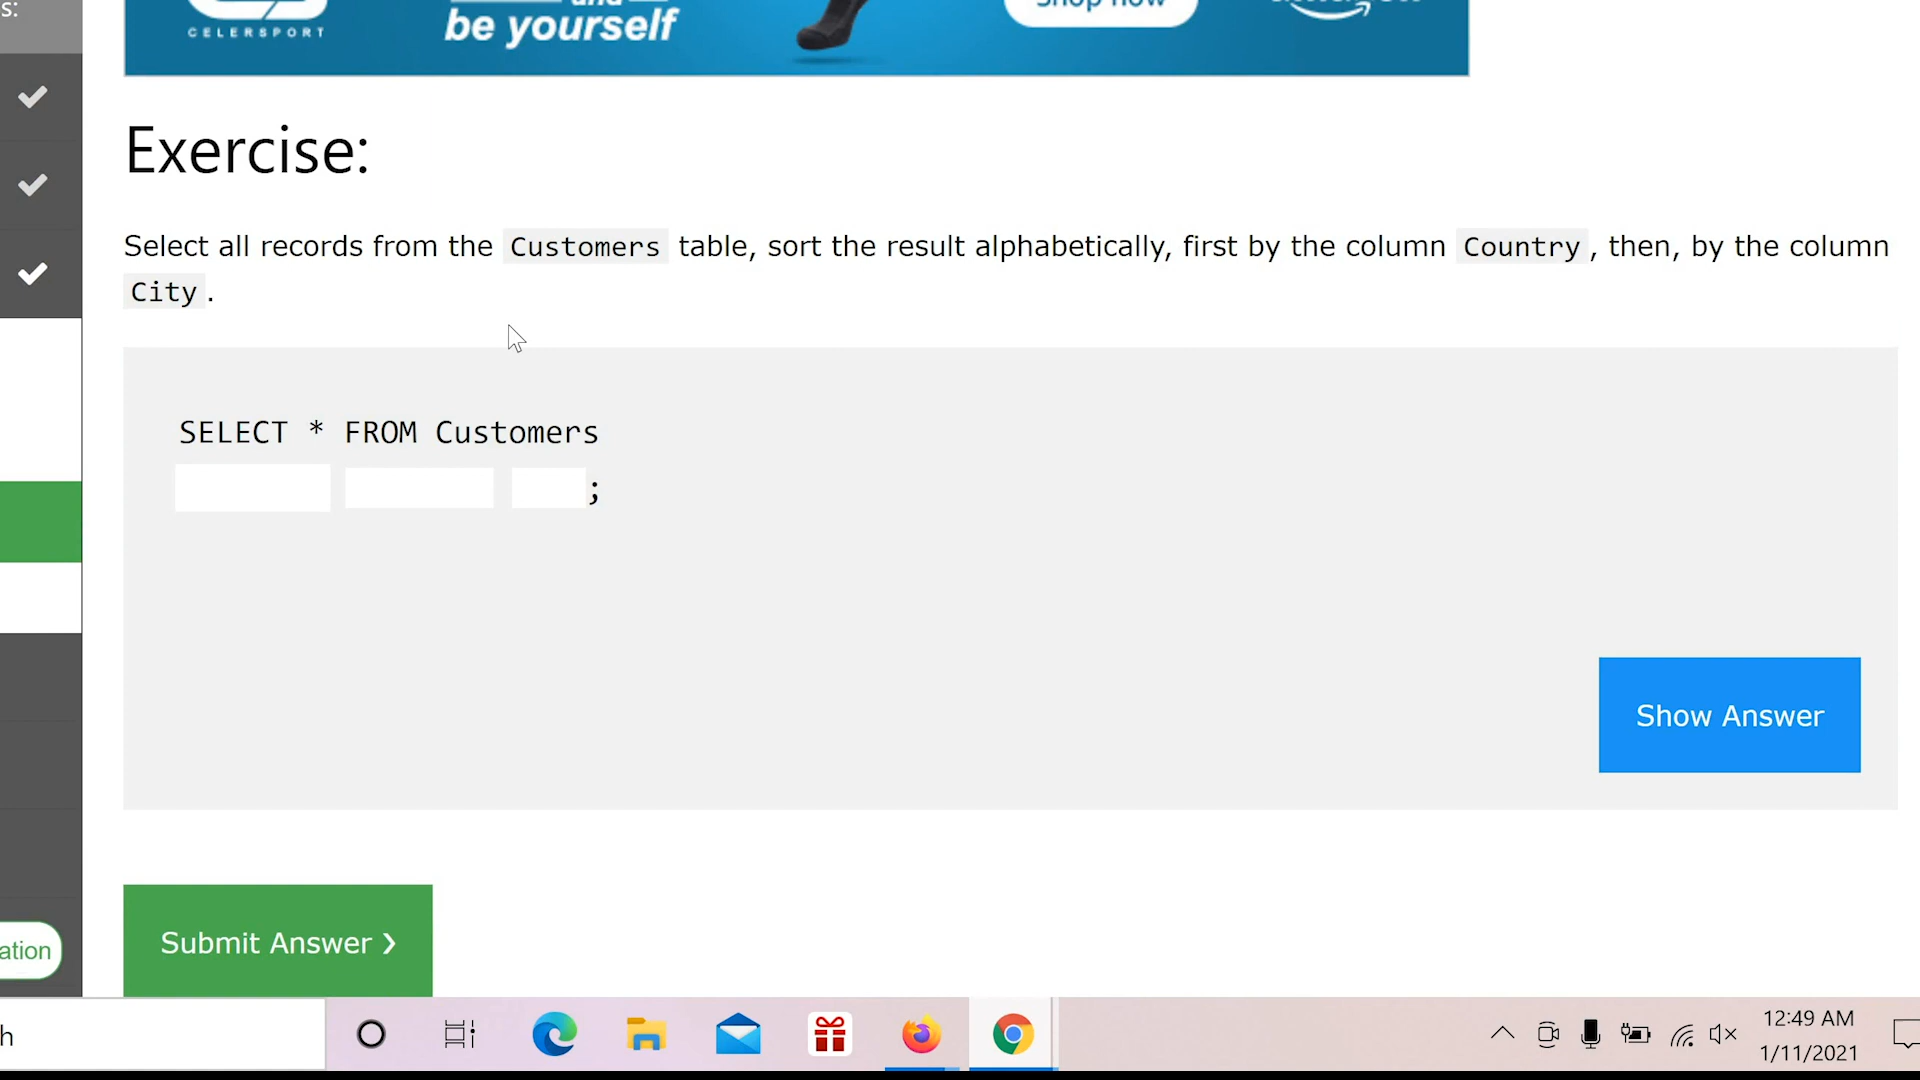 s:
CELERSPORT
be yourself
Exercise:
Select all records from the Customers table, sort the result alphabetically, first by the column Country, then, by the column
City.
SELECT * FROM Customers
;
Show Answer
Submit Answer ❯
ation
h
12:49 AM
1/11/2021